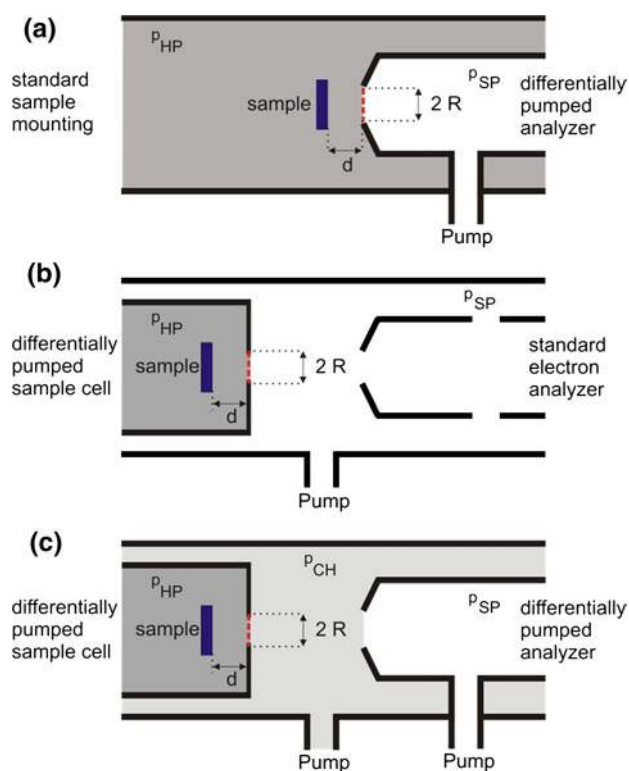 (a)
pHP
standard
sample
mounting
sample
d
2 R
pSP
differentially
pumped
analyzer
Pump
(b)
pHP
differentially
pumped
sample cell
sample
d
2 R
pSP
standard
electron
analyzer
Pump
(c)
pCH
pHP
differentially
pumped
sample cell
sample
d
2 R
pSP
differentially
pumped
analyzer
Pump
Pump